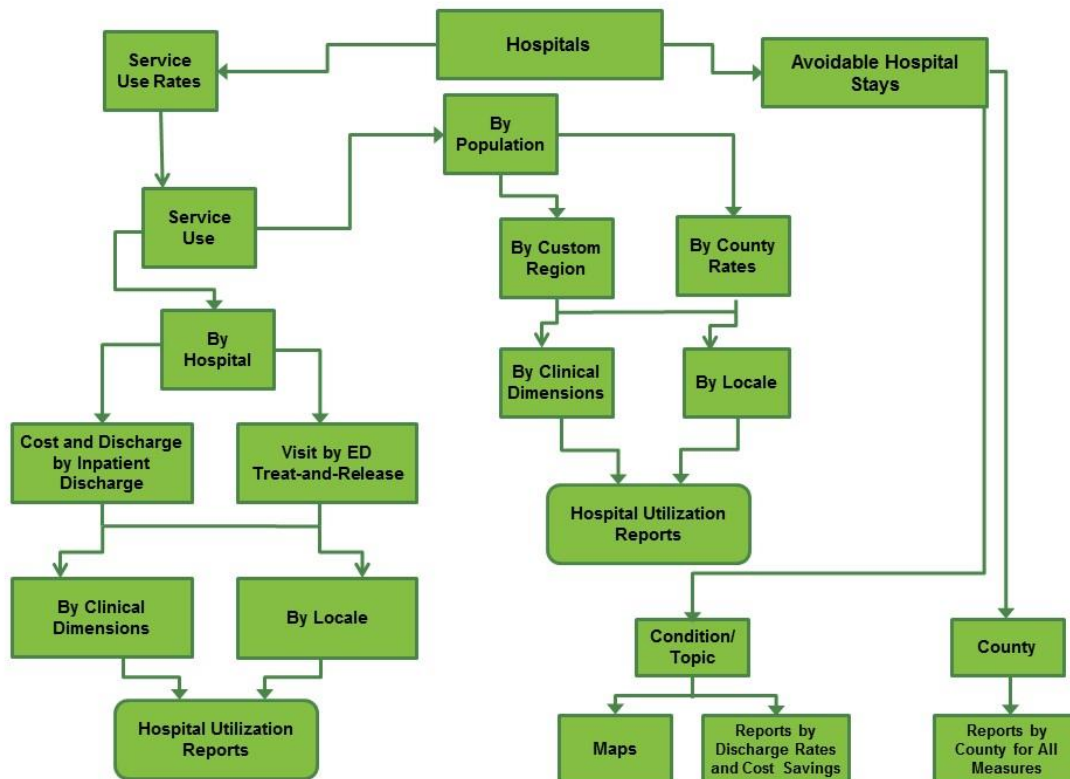 Hospitals
Service
Use Rates
Avoidable Hospital
Stays
By
Population
Service
Use
By Custom
Region
By County
Rates
By
Hospital
By Clinical
Dimensions
By Locale
Cost and Discharge
by Inpatient
Discharge
Visit by ED
Treat-and-Release
Hospital Utilization
Reports
By Clinical
Dimensions
By Locale
Condition/
Topic
County
Hospital Utilization
Reports
Maps
Reports by
Discharge Rates
and Cost Savings
Reports by
County for All
Measures